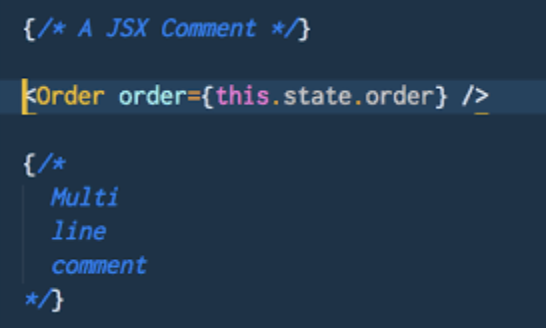 {/* A JSX Comment */}
<Order order={this.state.order} />
{/*
Multi
line
comment
*/}